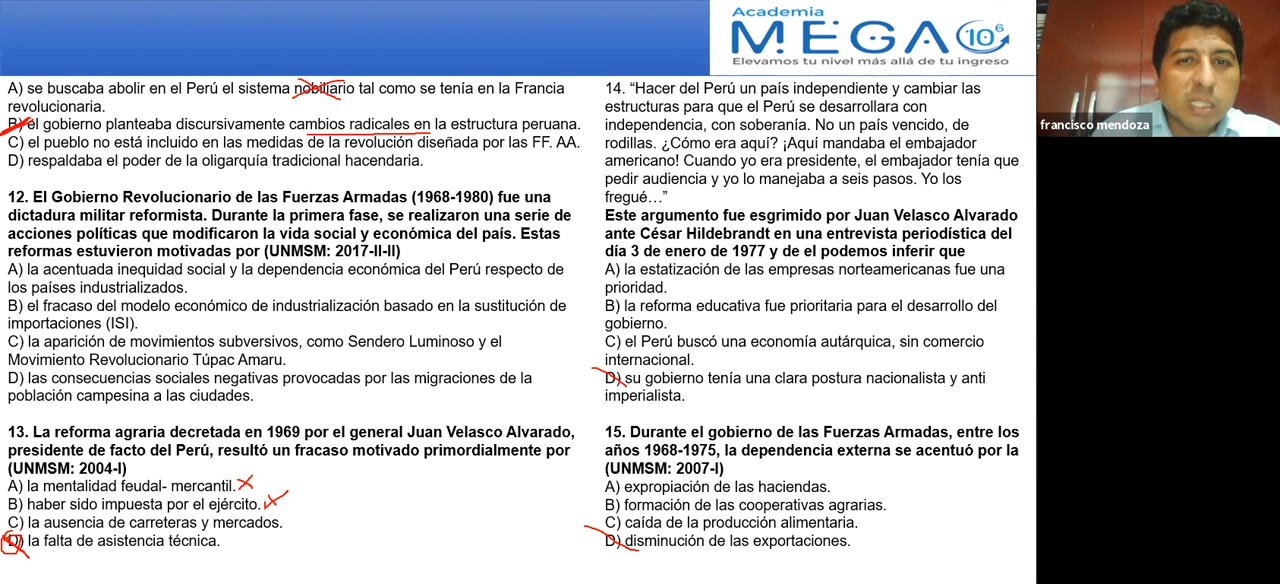 Academia
MEGA 10⁶
Elevamos tu nivel más allá de tu ingreso
francisco mendoza
A) se buscaba abolir en el Perú el sistema nobiliario tal como se tenía en la Francia
revolucionaria.
B) el gobierno planteaba discursivamente cambios radicales en la estructura peruana.
C) el pueblo no está incluido en las medidas de la revolución diseñada por las FF. AA.
D) respaldaba el poder de la oligarquía tradicional hacendaria.
12. El Gobierno Revolucionario de las Fuerzas Armadas (1968-1980) fue una
dictadura militar reformista. Durante la primera fase, se realizaron una serie de
acciones políticas que modificaron la vida social y económica del país. Estas
reformas estuvieron motivadas por (UNMSM: 2017-II-II)
A) la acentuada inequidad social y la dependencia económica del Perú respecto de
los países industrializados.
B) el fracaso del modelo económico de industrialización basado en la sustitución de
importaciones (ISI).
C) la aparición de movimientos subversivos, como Sendero Luminoso y el
Movimiento Revolucionario Túpac Amaru.
D) las consecuencias sociales negativas provocadas por las migraciones de la
población campesina a las ciudades.
13. La reforma agraria decretada en 1969 por el general Juan Velasco Alvarado,
presidente de facto del Perú, resultó un fracaso motivado primordialmente por
(UNMSM: 2004-I)
A) la mentalidad feudal- mercantil.
B) haber sido impuesta por el ejército.
C) la ausencia de carreteras y mercados.
D) la falta de asistencia técnica.
14. “Hacer del Perú un país independiente y cambiar las
estructuras para que el Perú se desarrollara con
independencia, con soberanía. No un país vencido, de
rodillas. ¿Cómo era aquí? ¡Aquí mandaba el embajador
americano! Cuando yo era presidente, el embajador tenía que
pedir audiencia y yo lo manejaba a seis pasos. Yo los
fregué…”
Este argumento fue esgrimido por Juan Velasco Alvarado
ante César Hildebrandt en una entrevista periodística del
día 3 de enero de 1977 y de el podemos inferir que
A) la estatización de las empresas norteamericanas fue una
prioridad.
B) la reforma educativa fue prioritaria para el desarrollo del
gobierno.
C) el Perú buscó una economía autárquica, sin comercio
internacional.
D) su gobierno tenía una clara postura nacionalista y anti
imperialista.
15. Durante el gobierno de las Fuerzas Armadas, entre los
años 1968-1975, la dependencia externa se acentuó por la
(UNMSM: 2007-I)
A) expropiación de las haciendas.
B) formación de las cooperativas agrarias.
C) caída de la producción alimentaria.
D) disminución de las exportaciones.